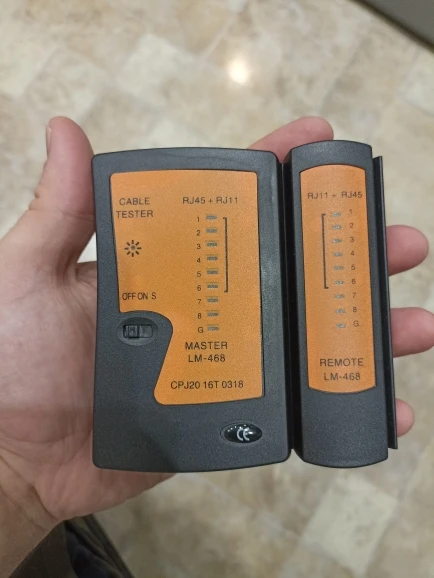 CABLE
TESTER
OFF ON S
RJ45 + RJ11
1
2
3
4
5
6
7
8
G
MASTER
LM-468
CPJ20 16T 0318
CE
RJ11 + RJ45
1
2
3
4
5
6
7
8
G
REMOTE
LM-468